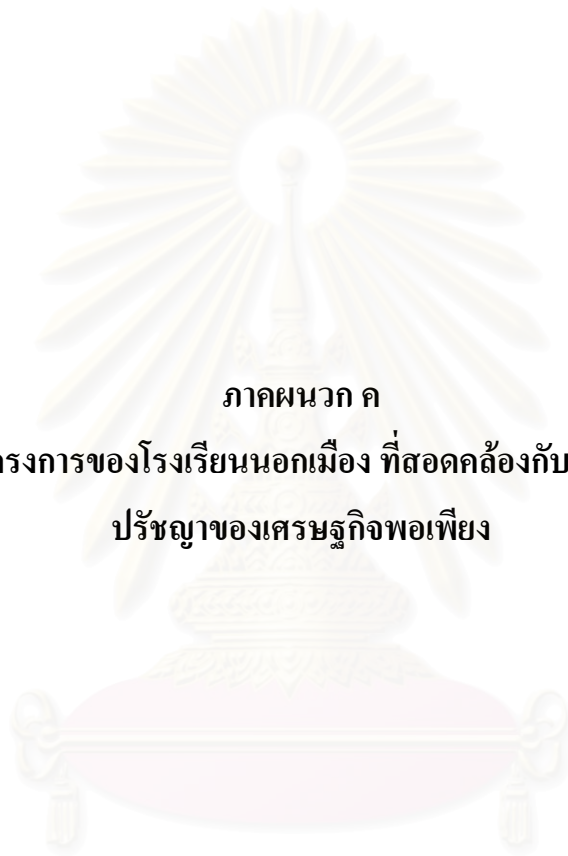 ภาคผนวก ค
รงการของโรงเรียนนอกเมือง ที่สอดคล้องกับ
ปรัชญาของเศรษฐกิจพอเพียง